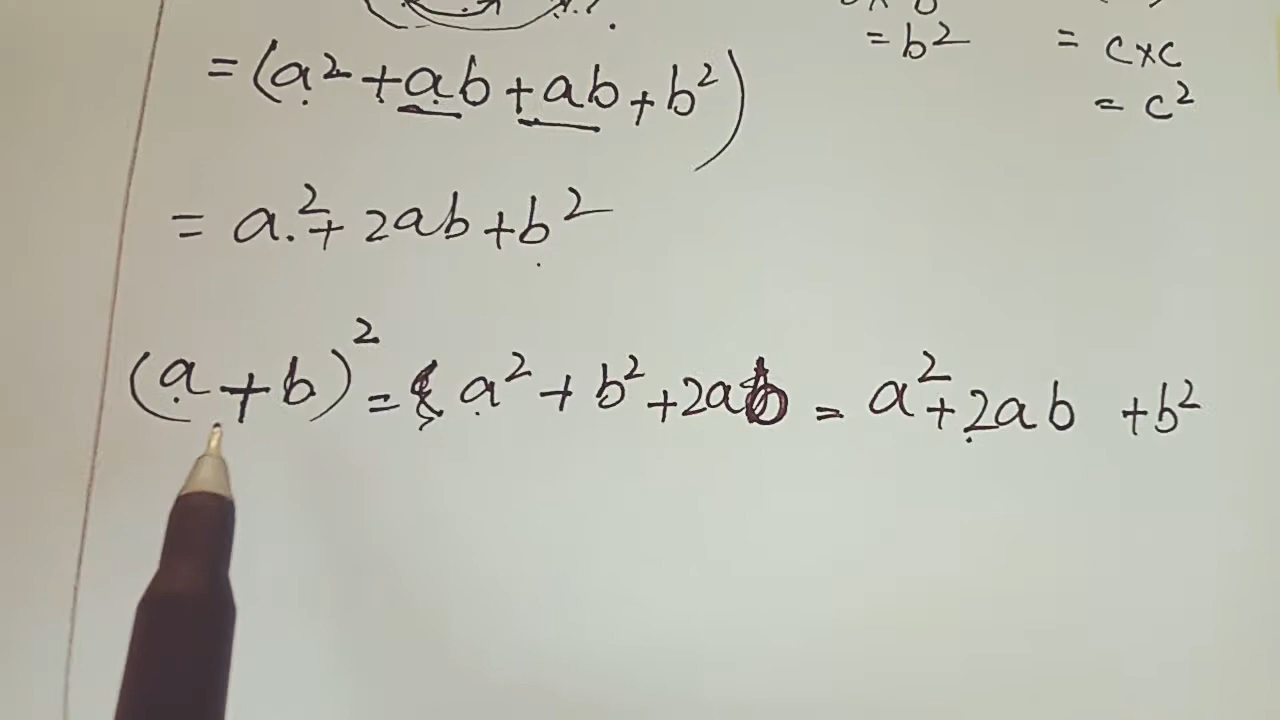 = b² = c×c
= (a² + ab + ab + b²) = c²
= a² + 2ab + b²
(a + b)² = a² + b² + 2ab = a² + 2ab + b²